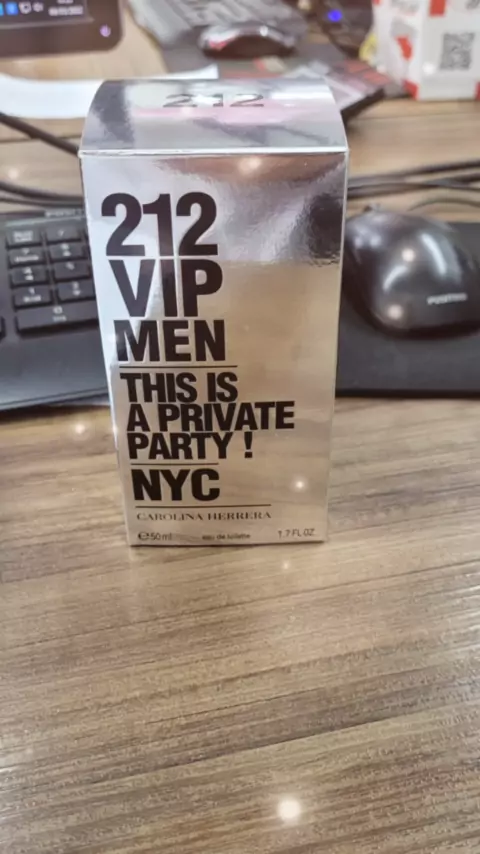 212
212
VIP
MEN
THIS IS
A PRIVATE
PARTY !
NYC
CAROLINA HERRERA
℮50 ml eau de toilette 1.7 FL OZ
POSITIVO